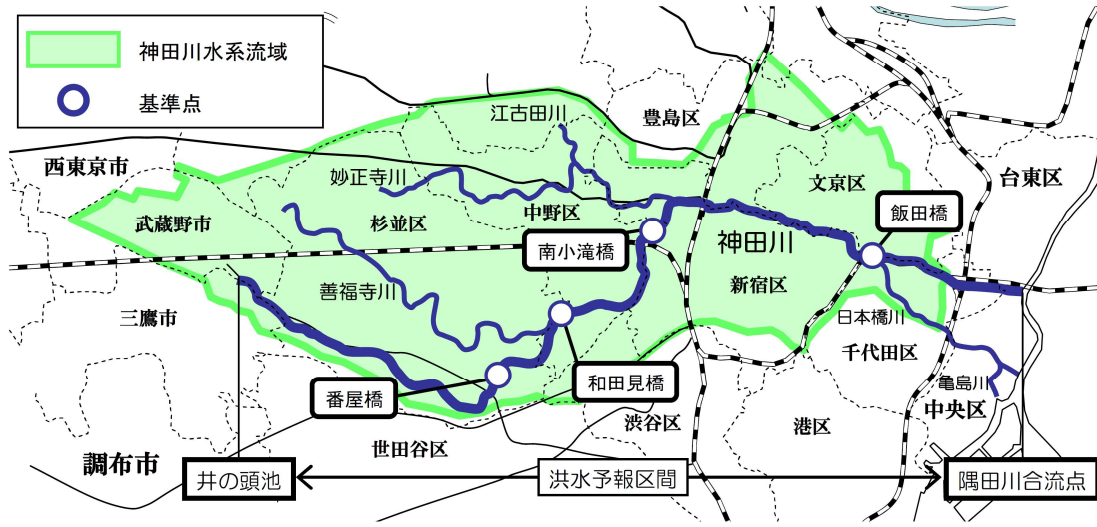 神田川水系流域
基準点
江古田川
豊島区
西東京市
妙正寺川
文京区
台東区
武蔵野市
杉並区
中野区
飯田橋
南小滝橋
神田川
新宿区
善福寺川
三鷹市
日本橋川
千代田区
番屋橋
和田見橋
亀島川
中央区
渋谷区
港区
世田谷区
調布市
井の頭池
洪水予報区間
隅田川合流点